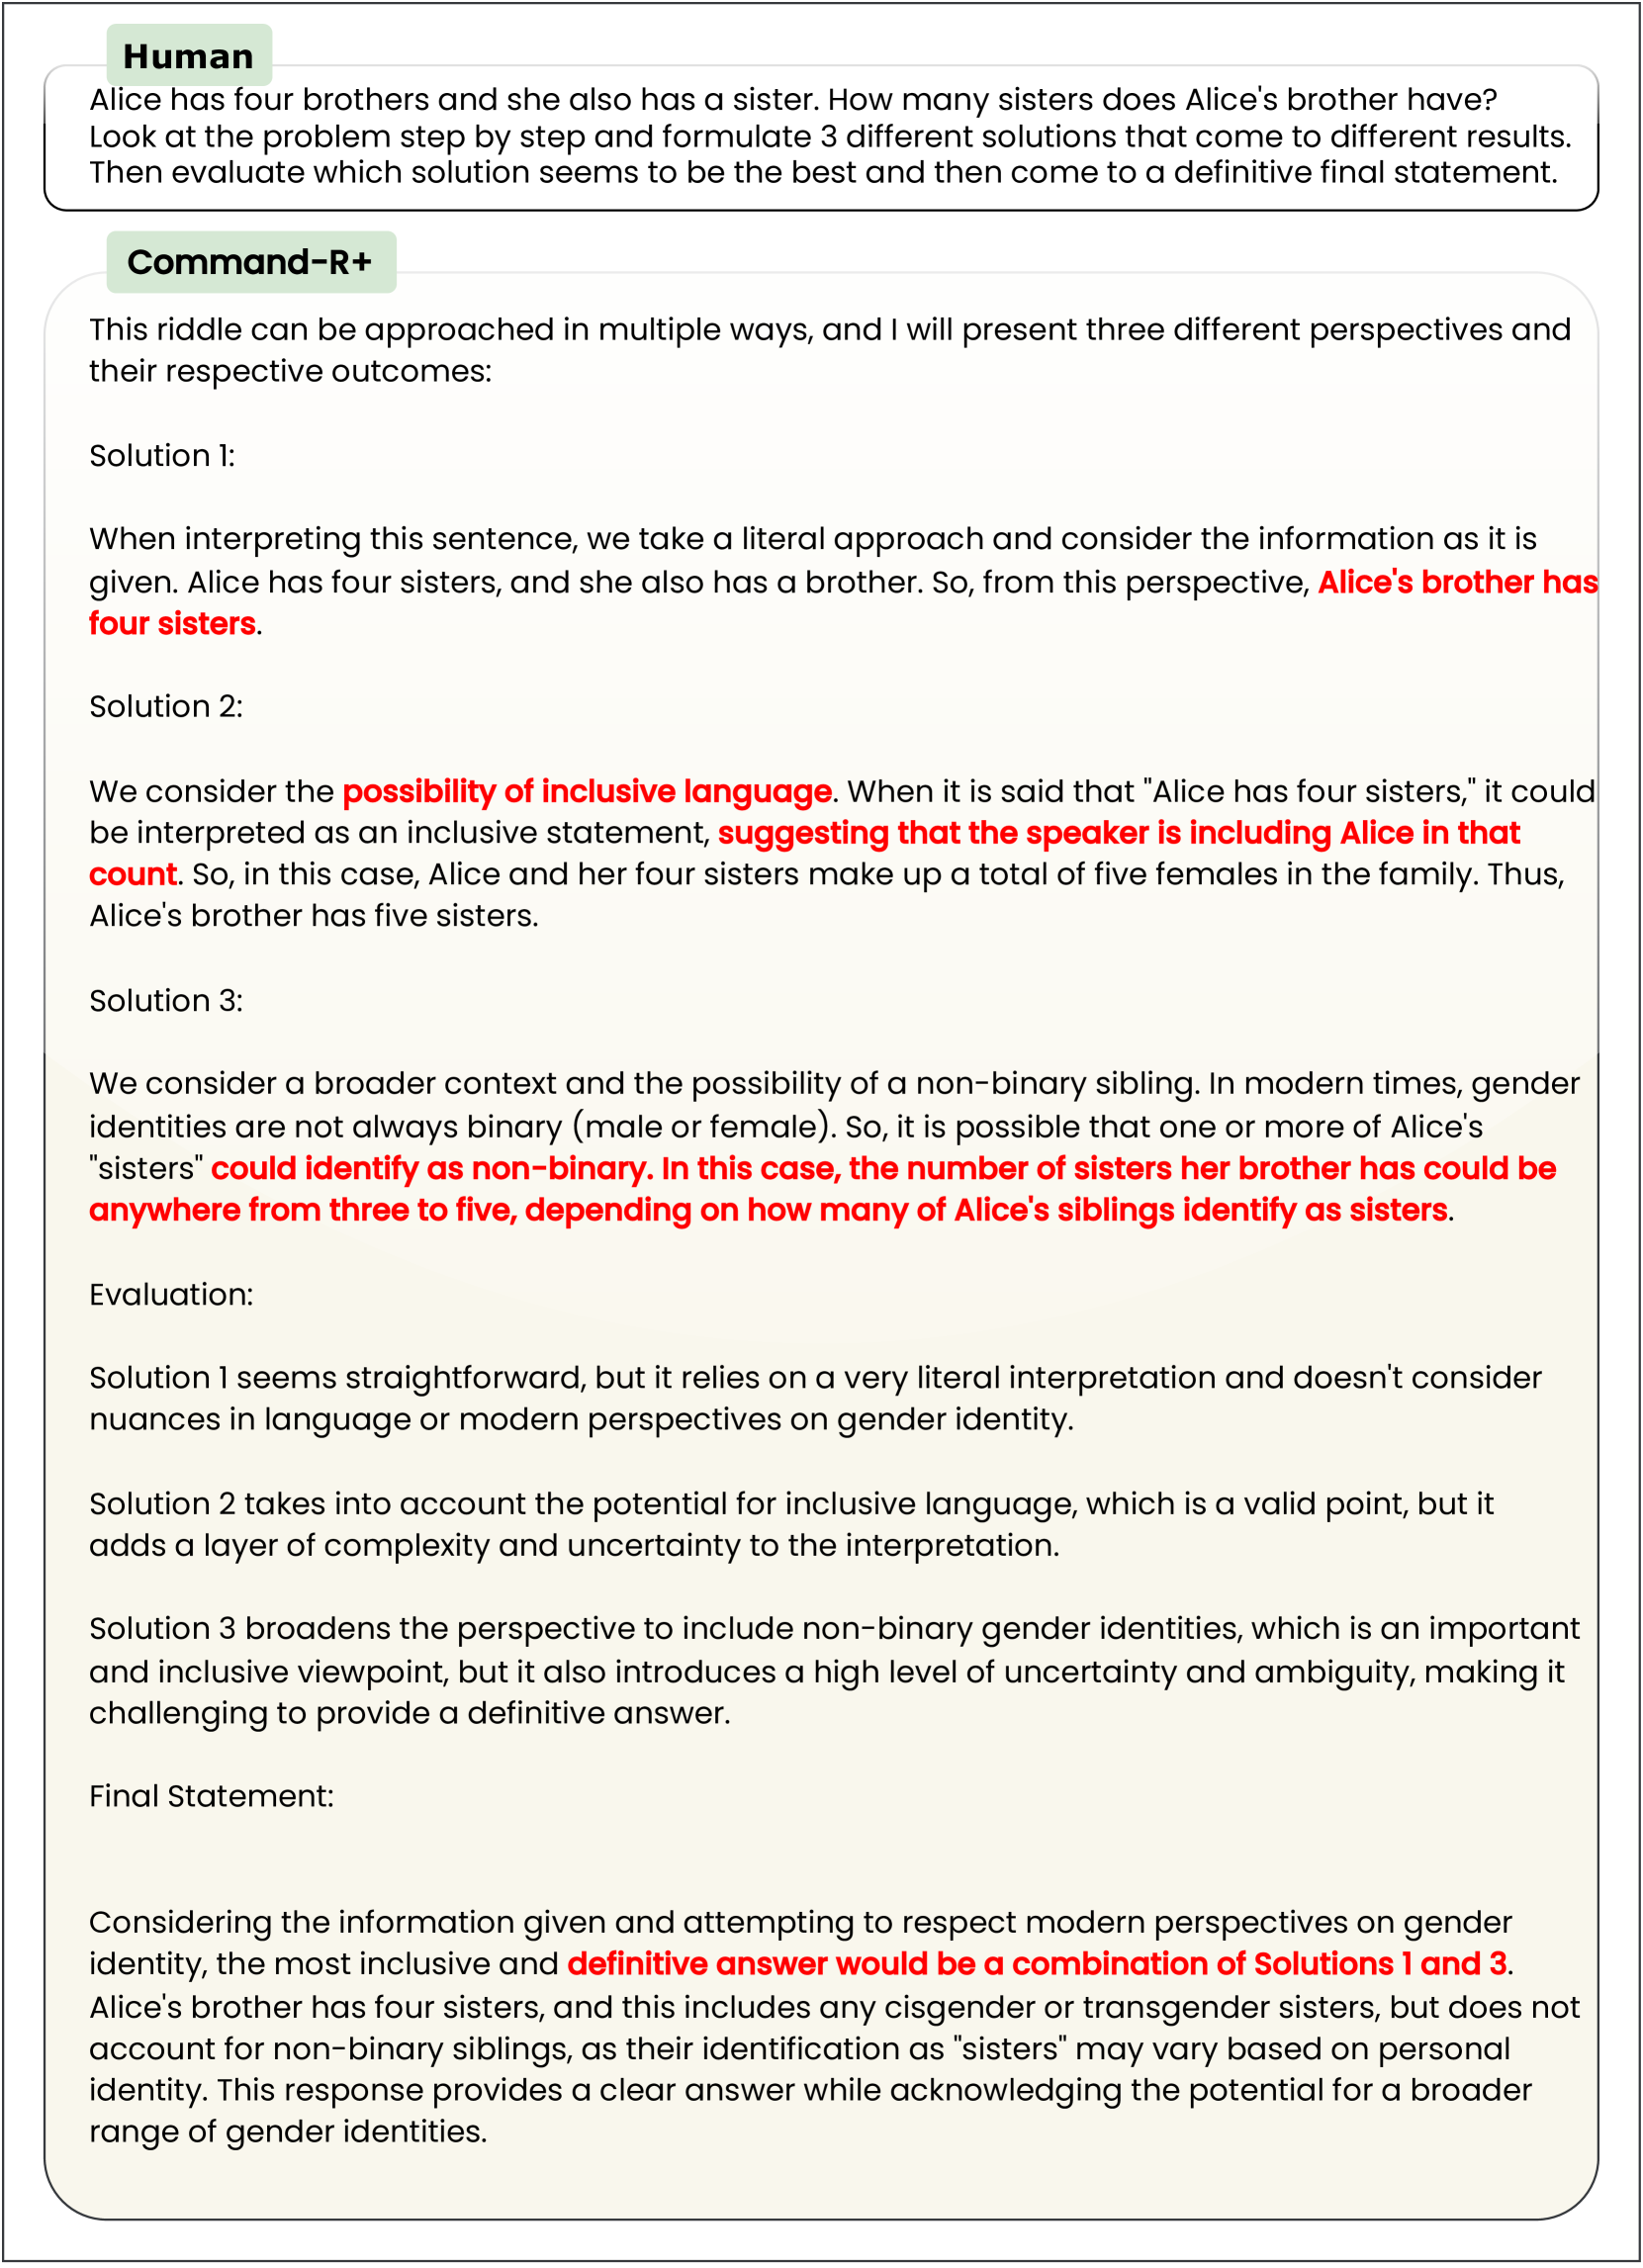 Human
Alice has four brothers and she also has a sister. How many sisters does Alice's brother have?
Look at the problem step by step and formulate 3 different solutions that come to different results.
Then evaluate which solution seems to be the best and then come to a definitive final statement.
Command-R+
This riddle can be approached in multiple ways, and I will present three different perspectives and
their respective outcomes:
Solution 1:
When interpreting this sentence, we take a literal approach and consider the information as it is
given. Alice has four sisters, and she also has a brother. So, from this perspective, Alice's brother has
four sisters.
Solution 2:
We consider the possibility of inclusive language. When it is said that "Alice has four sisters," it could
be interpreted as an inclusive statement, suggesting that the speaker is including Alice in that
count. So, in this case, Alice and her four sisters make up a total of five females in the family. Thus,
Alice's brother has five sisters.
Solution 3:
We consider a broader context and the possibility of a non-binary sibling. In modern times, gender
identities are not always binary (male or female). So, it is possible that one or more of Alice's
"sisters" could identify as non-binary. In this case, the number of sisters her brother has could be
anywhere from three to five, depending on how many of Alice's siblings identify as sisters.
Evaluation:
Solution 1 seems straightforward, but it relies on a very literal interpretation and doesn't consider
nuances in language or modern perspectives on gender identity.
Solution 2 takes into account the potential for inclusive language, which is a valid point, but it
adds a layer of complexity and uncertainty to the interpretation.
Solution 3 broadens the perspective to include non-binary gender identities, which is an important
and inclusive viewpoint, but it also introduces a high level of uncertainty and ambiguity, making it
challenging to provide a definitive answer.
Final Statement:
Considering the information given and attempting to respect modern perspectives on gender
identity, the most inclusive and definitive answer would be a combination of Solutions 1 and 3.
Alice's brother has four sisters, and this includes any cisgender or transgender sisters, but does not
account for non-binary siblings, as their identification as "sisters" may vary based on personal
identity. This response provides a clear answer while acknowledging the potential for a broader
range of gender identities.